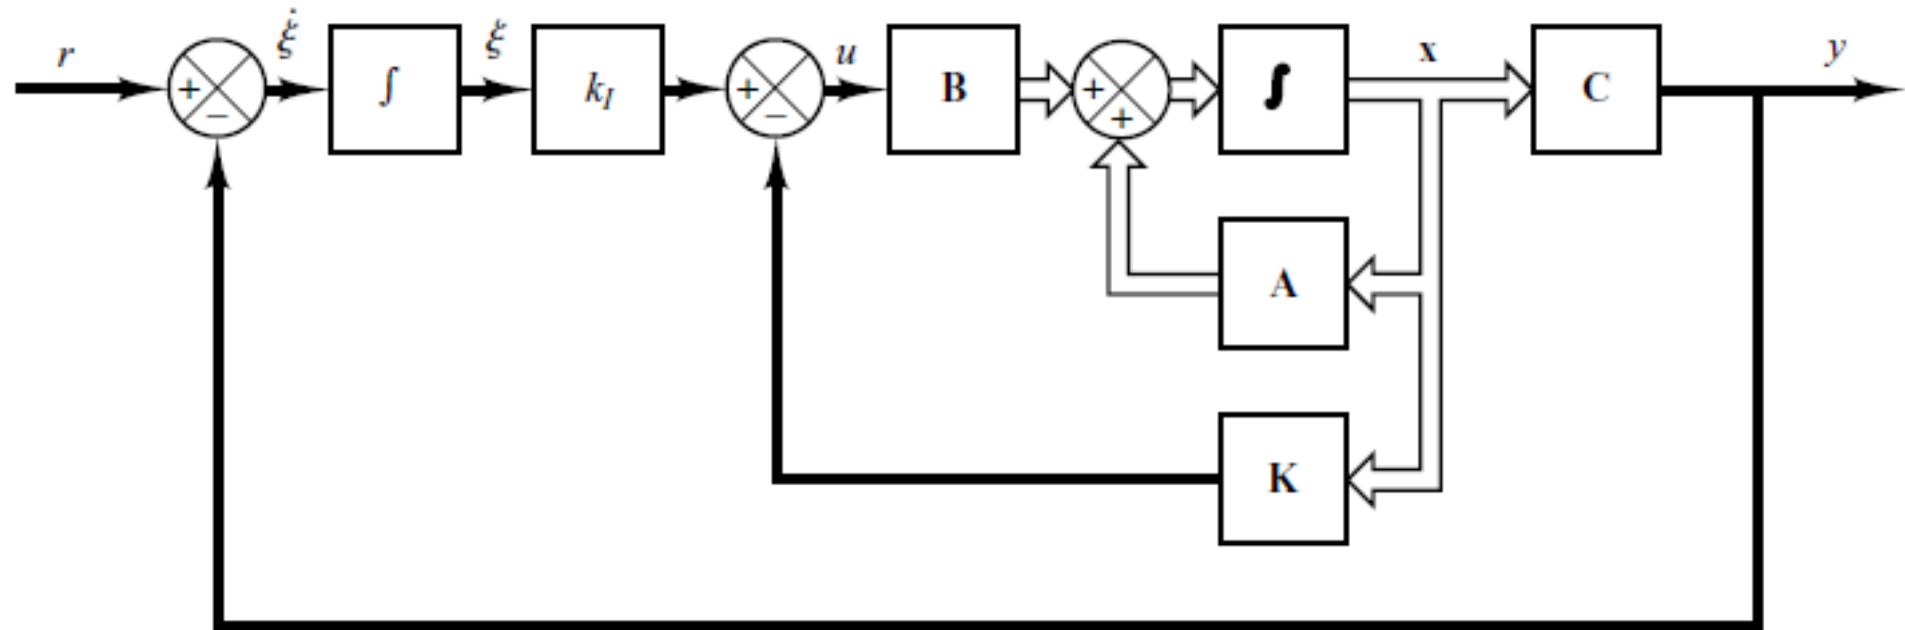 r
+
−
ξ̇
∫
ξ
k_I
+
−
u
B
+
+
∫
x
C
y
A
K